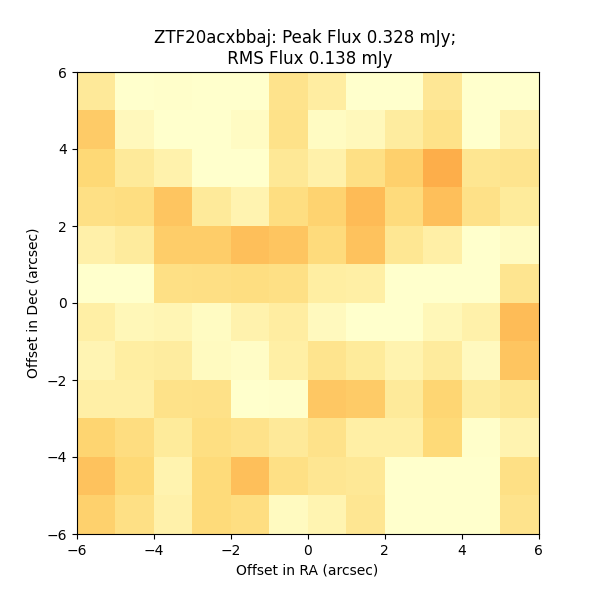 ZTF20acxbbaj: Peak Flux 0.328 mJy;
RMS Flux 0.138 mJy
6
4
2
0
−2
−4
−6
Offset in Dec (arcsec)
−6 −4 −2 0 2 4 6
Offset in RA (arcsec)